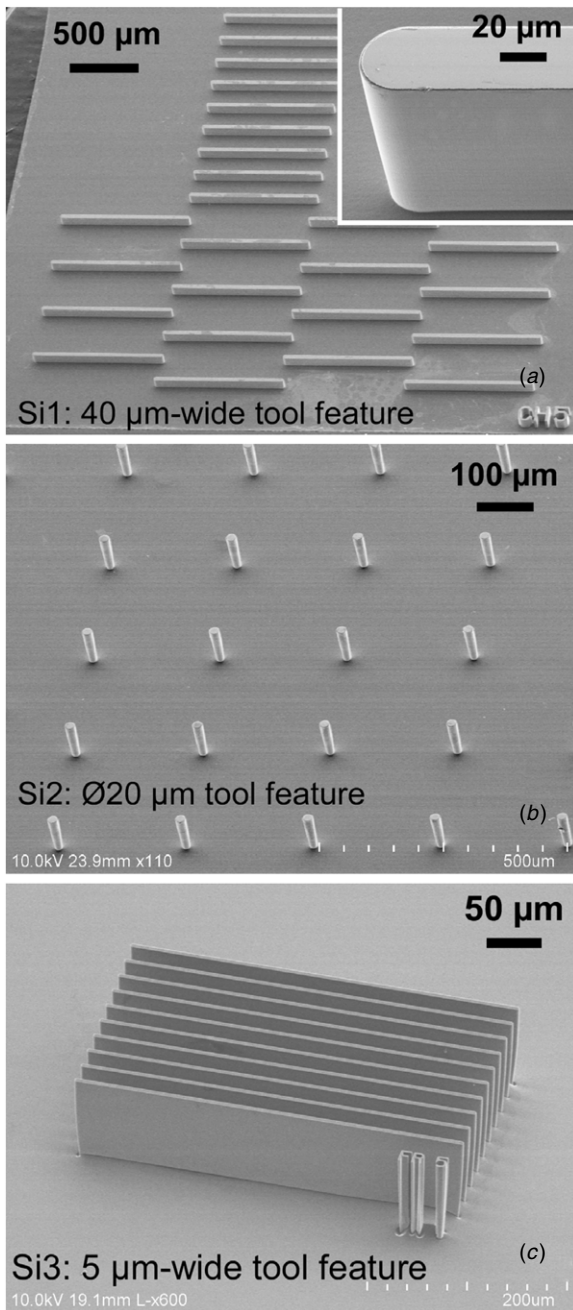 500 µm
20 µm
(a)
Si1: 40 µm-wide tool feature
CH5
100 µm
Si2: Ø20 µm tool feature
(b)
10.0kV 23.9mm x110
500um
50 µm
Si3: 5 µm-wide tool feature
(c)
10.0kV 19.1mm L-x600
200um